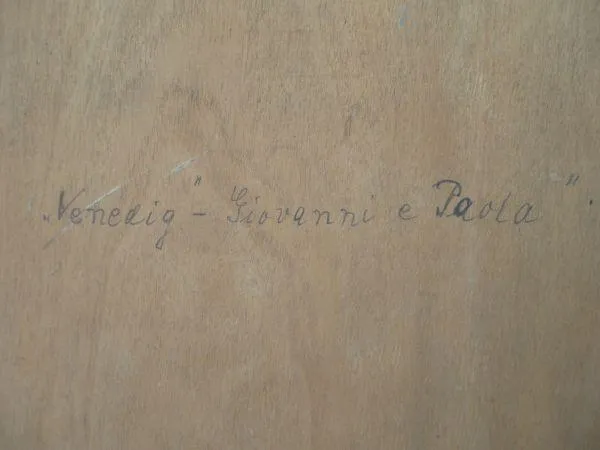 „Venedig" - Giovanni e Paola".